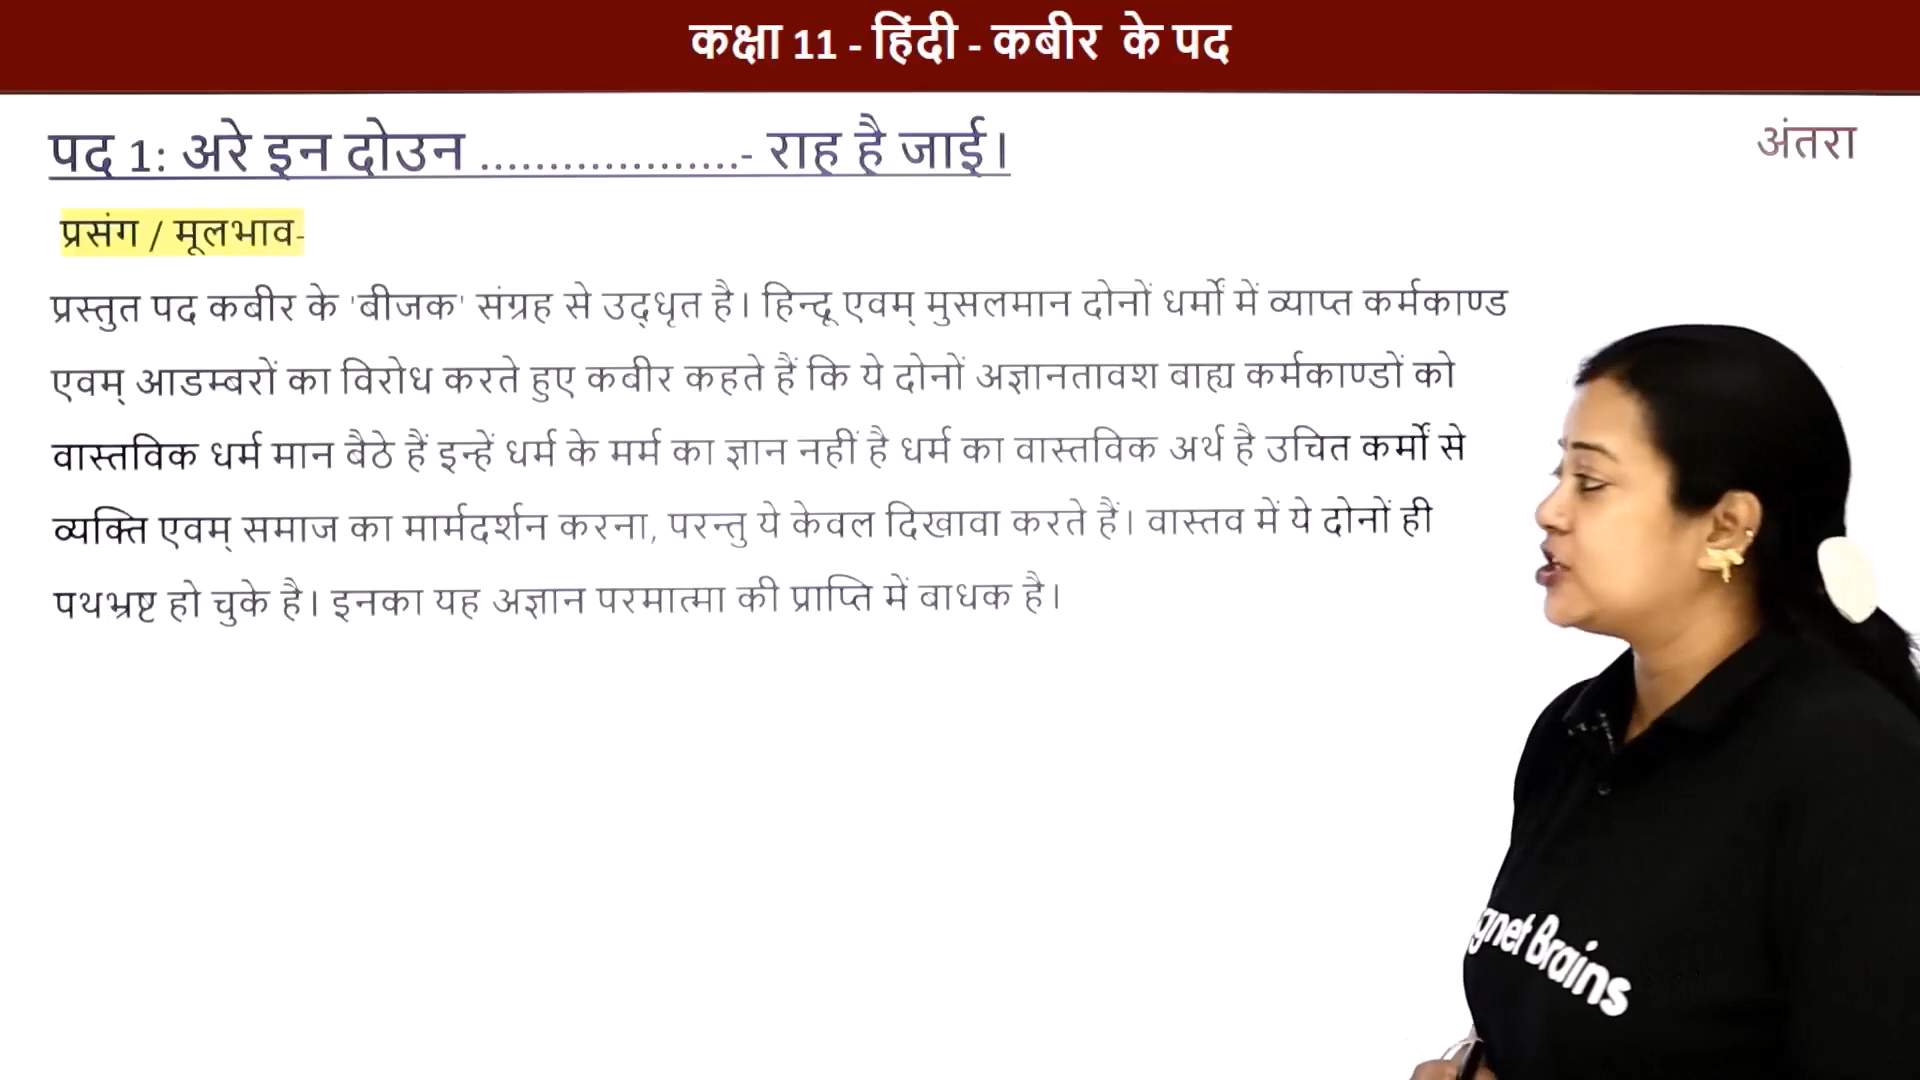 कक्षा 11 - हिंदी - कबीर के पद
पद 1: अरे इन दोउन ...................- राह है जाई।
अंतरा
प्रसंग / मूलभाव-
प्रस्तुत पद कबीर के 'बीजक' संग्रह से उद्धृत है। हिन्दू एवम् मुसलमान दोनों धर्मों में व्याप्त कर्मकाण्ड
एवम् आडम्बरों का विरोध करते हुए कबीर कहते हैं कि ये दोनों अज्ञानतावश बाह्य कर्मकाण्डों को
वास्तविक धर्म मान बैठे हैं इन्हें धर्म के मर्म का ज्ञान नहीं है धर्म का वास्तविक अर्थ है उचित कर्मों से
व्यक्ति एवम् समाज का मार्मदर्शन करना, परन्तु ये केवल दिखावा करते हैं। वास्तव में ये दोनों ही
पथभ्रष्ट हो चुके है। इनका यह अज्ञान परमात्मा की प्राप्ति में बाधक है।
gnet Brains